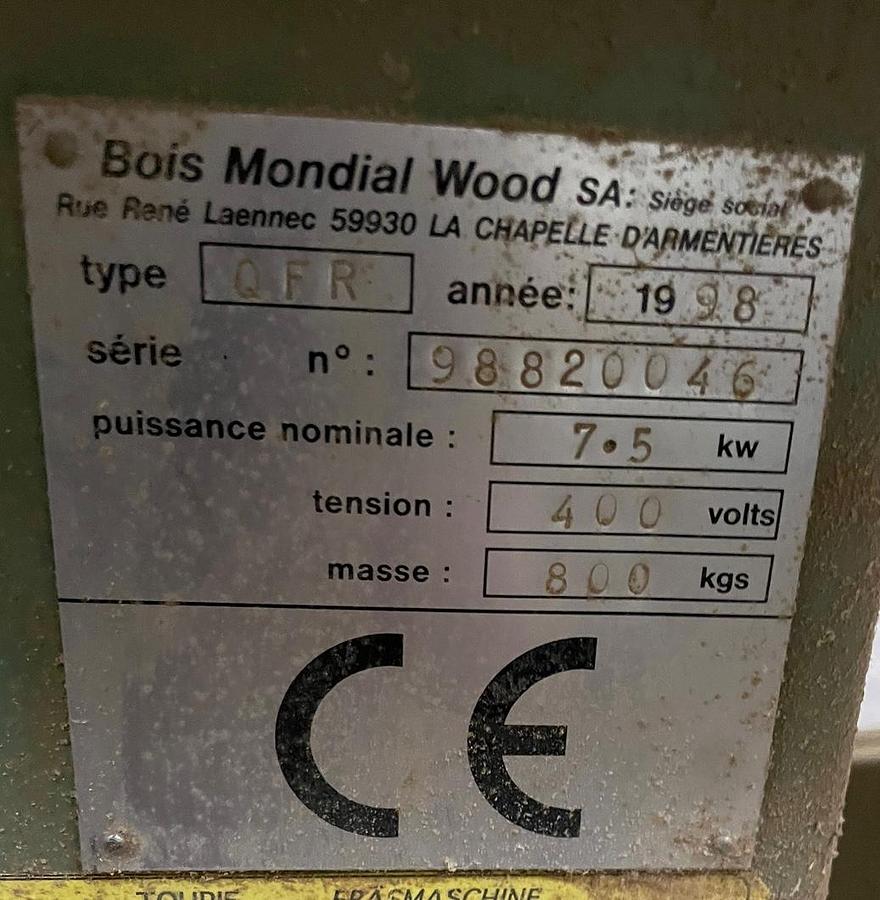 Bois Mondial Wood SA: Siège social
Rue René Laennec 59930 LA CHAPELLE D'ARMENTIERES
type QFR année: 1998
série n° : 98820046
puissance nominale : 7.5 kw
tension : 400 volts
masse : 800 kgs
CE
TOUPIE FRÄSMASCHINE